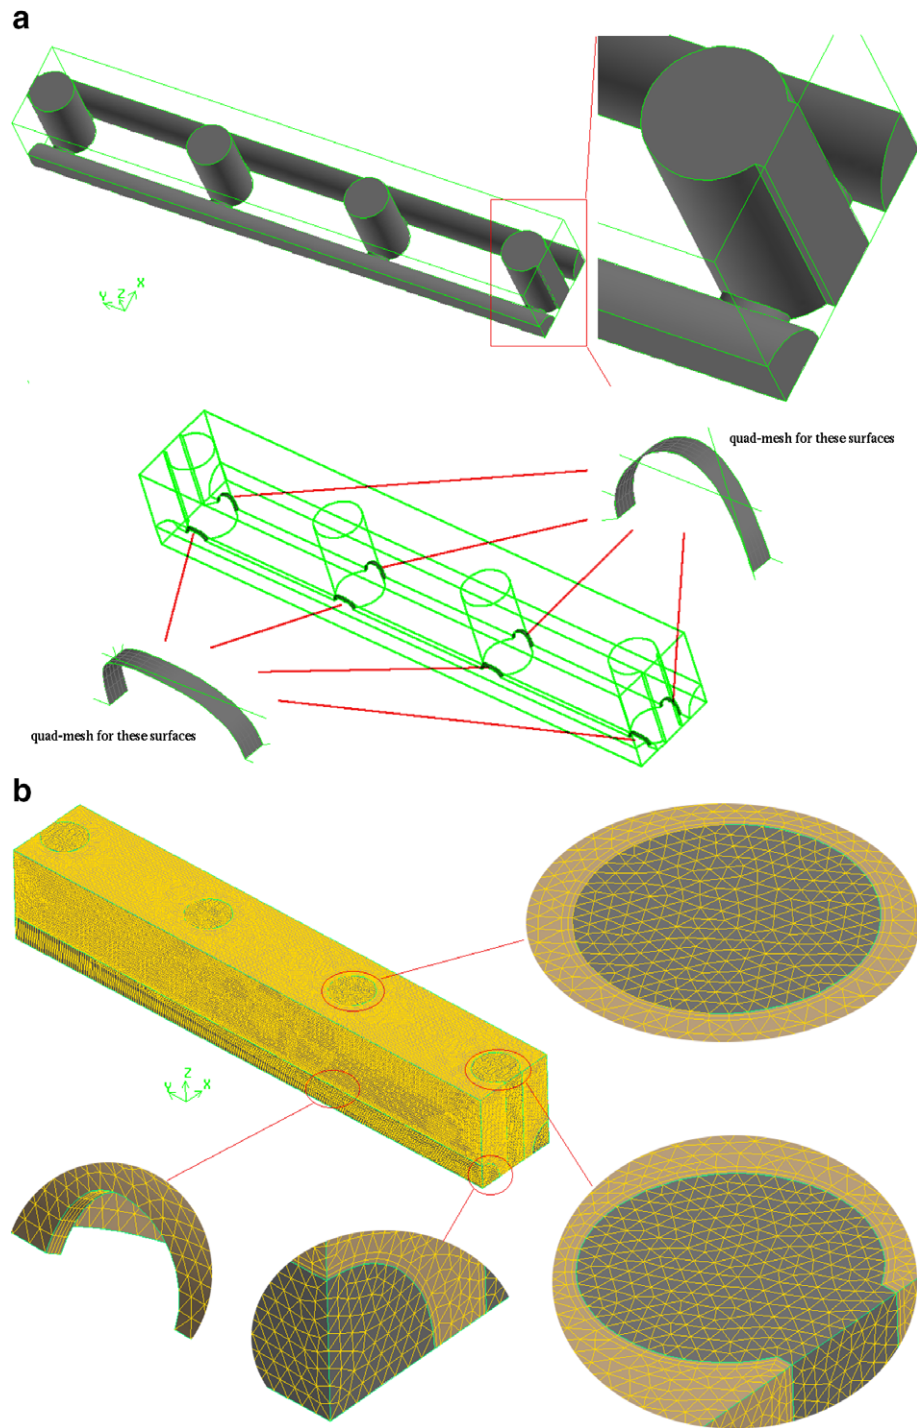 a
Y Z X
quad-mesh for these surfaces
quad-mesh for these surfaces
b
Z
Y X